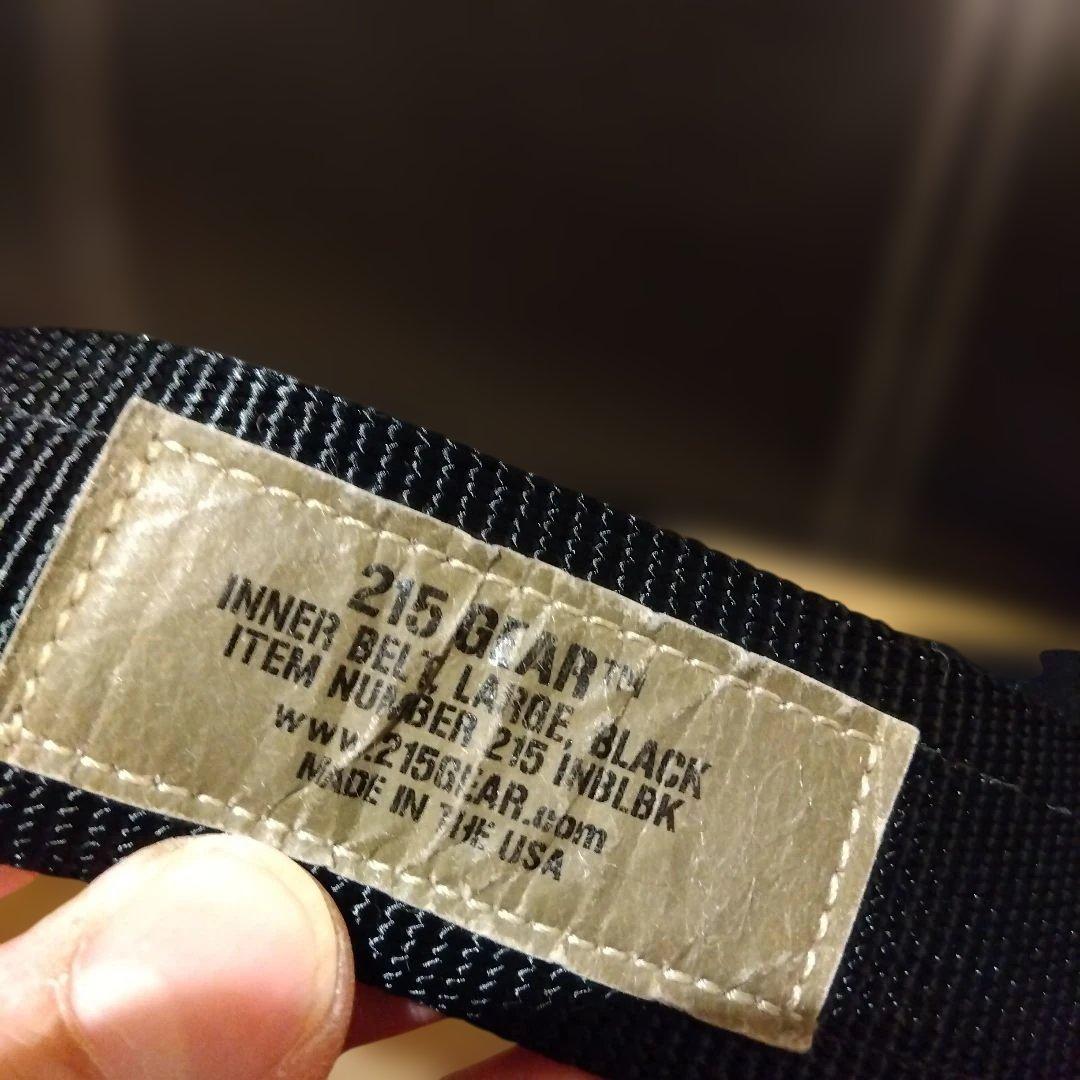 215 GEAR™
INNER BELT LARGE, BLACK
ITEM NUMBER 215 INBLBK
www.215GEAR.com
MADE IN THE USA